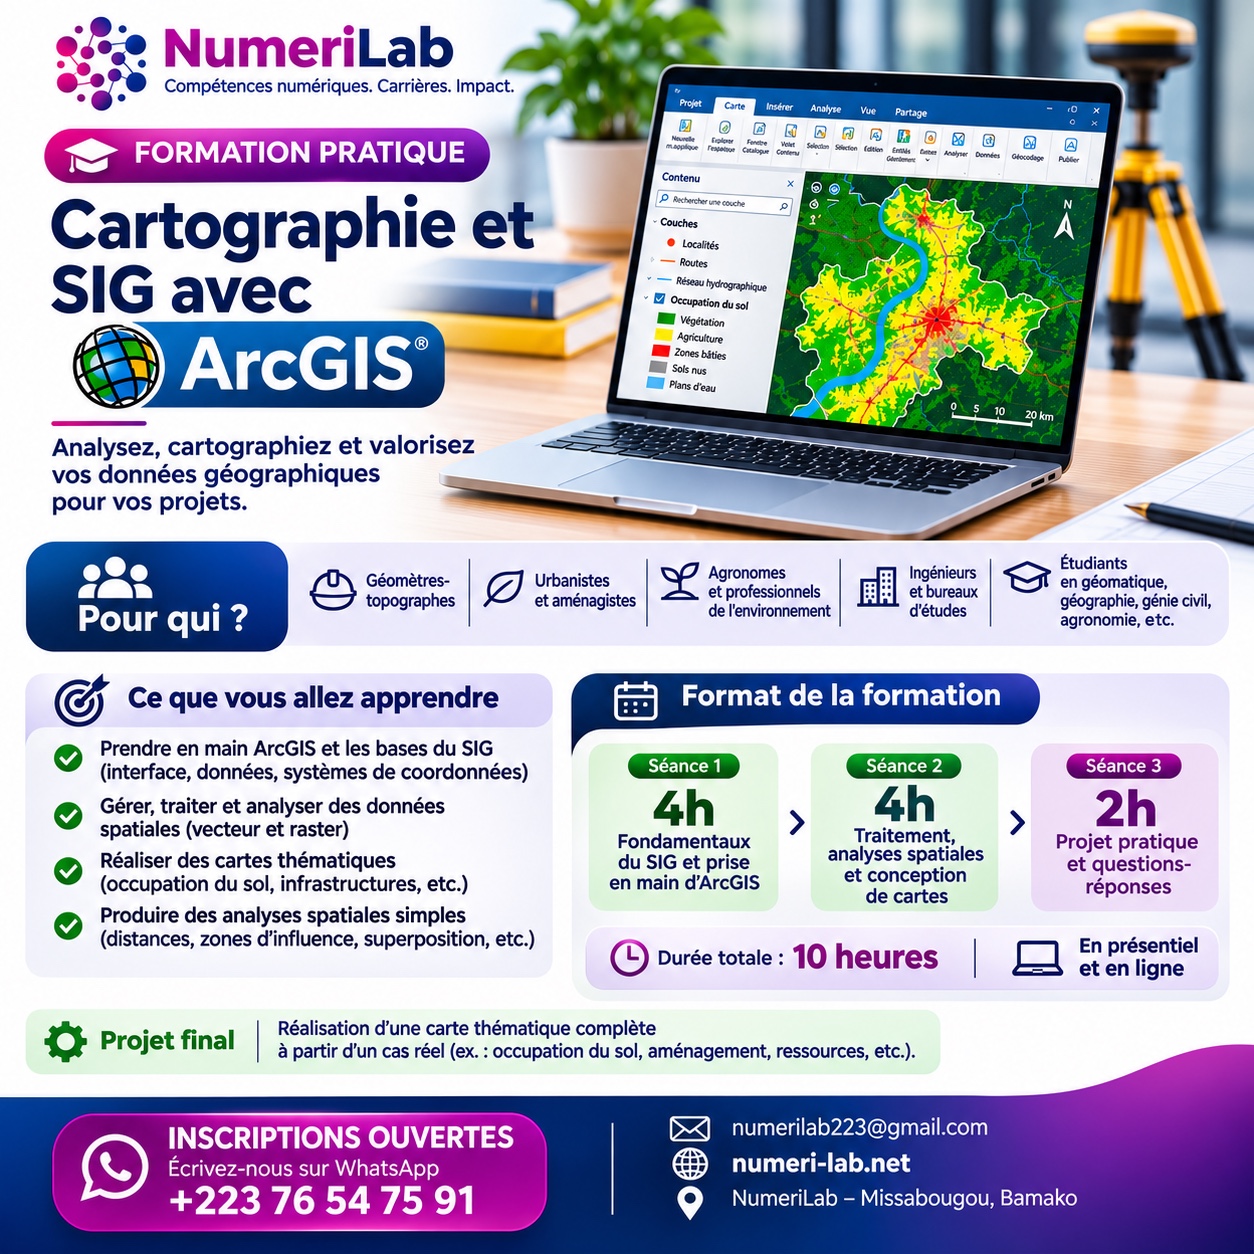 NumeriLab
Compétences numériques. Carrières. Impact.
FORMATION PRATIQUE
Cartographie et
SIG avec
ArcGIS®
Analysez, cartographiez et valorisez
vos données géographiques
pour vos projets.
Projet Carte Insérer Analyse Vue Partage
Géocodage
Publier
Contenu
Rechercher une couche
Couches
Localités
Routes
Réseau hydrographique
Occupation du sol
Végétation
Agriculture
Zones bâties
Sols nus
Plans d'eau
N
0 5 10 20 km
Pour qui ?
Géomètres-
topographes
Urbanistes
et aménagistes
Agronomes
et professionnels
de l'environnement
Ingénieurs
et bureaux
d'études
Étudiants
en géomatique,
géographie, génie civil,
agronomie, etc.
Ce que vous allez apprendre
Prendre en main ArcGIS et les bases du SIG
(interface, données, systèmes de coordonnées)
Gérer, traiter et analyser des données
spatiales (vecteur et raster)
Réaliser des cartes thématiques
(occupation du sol, infrastructures, etc.)
Produire des analyses spatiales simples
(distances, zones d'influence, superposition, etc.)
Format de la formation
Séance 1
4h
Fondamentaux
du SIG et prise
en main d'ArcGIS
Séance 2
4h
Traitement,
analyses spatiales
et conception
de cartes
Séance 3
2h
Projet pratique
et questions-
réponses
Durée totale : 10 heures
En présentiel
et en ligne
Projet final
Réalisation d'une carte thématique complète
à partir d'un cas réel (ex. : occupation du sol, aménagement, ressources, etc.).
INSCRIPTIONS OUVERTES
Écrivez-nous sur WhatsApp
+223 76 54 75 91
numerilab223@gmail.com
numeri-lab.net
NumeriLab – Missabougou, Bamako